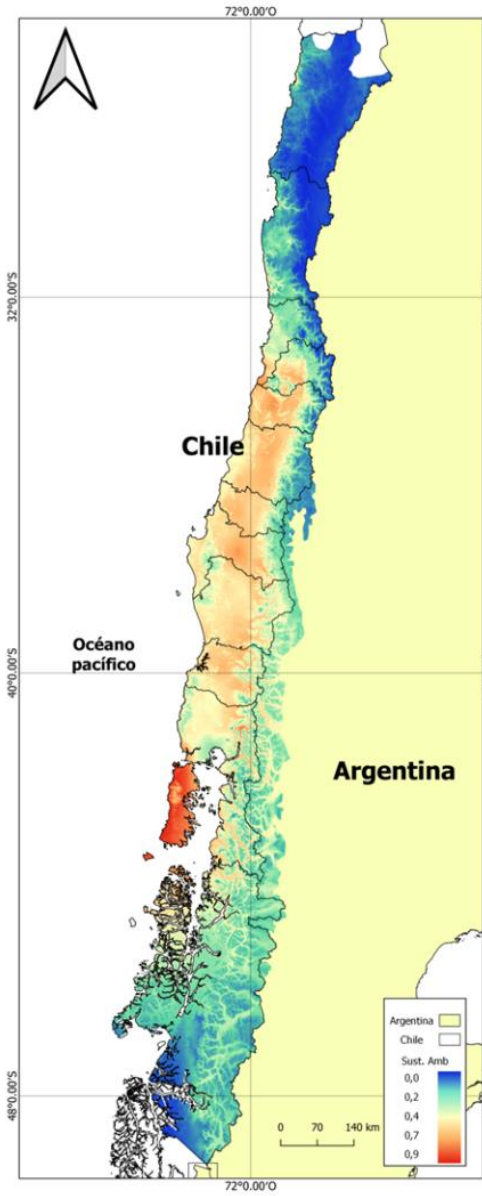 72°0.00'O
32°0.00'S
Chile
Océano
pacífico
40°0.00'S
Argentina
Argentina
Chile
Sust. Amb
0,0
0,2
0,4
0,7
0,9
48°0.00'S
0 70 140 km
72°0.00'O